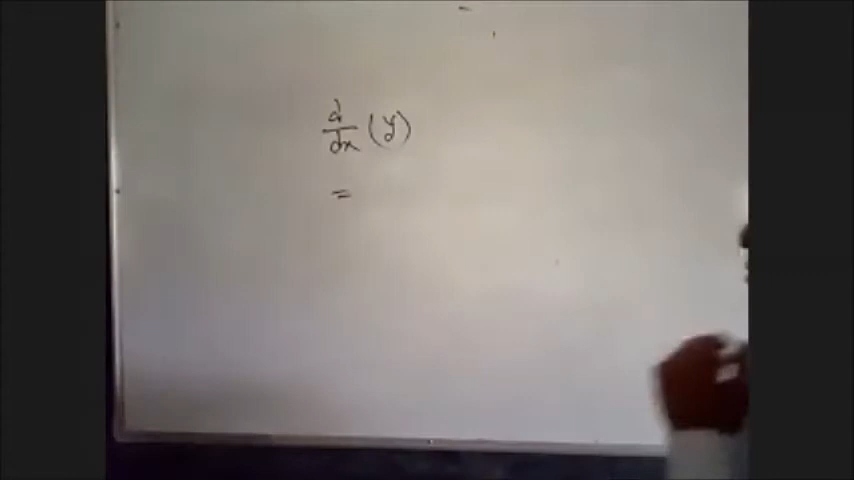 d/dx (y)
=